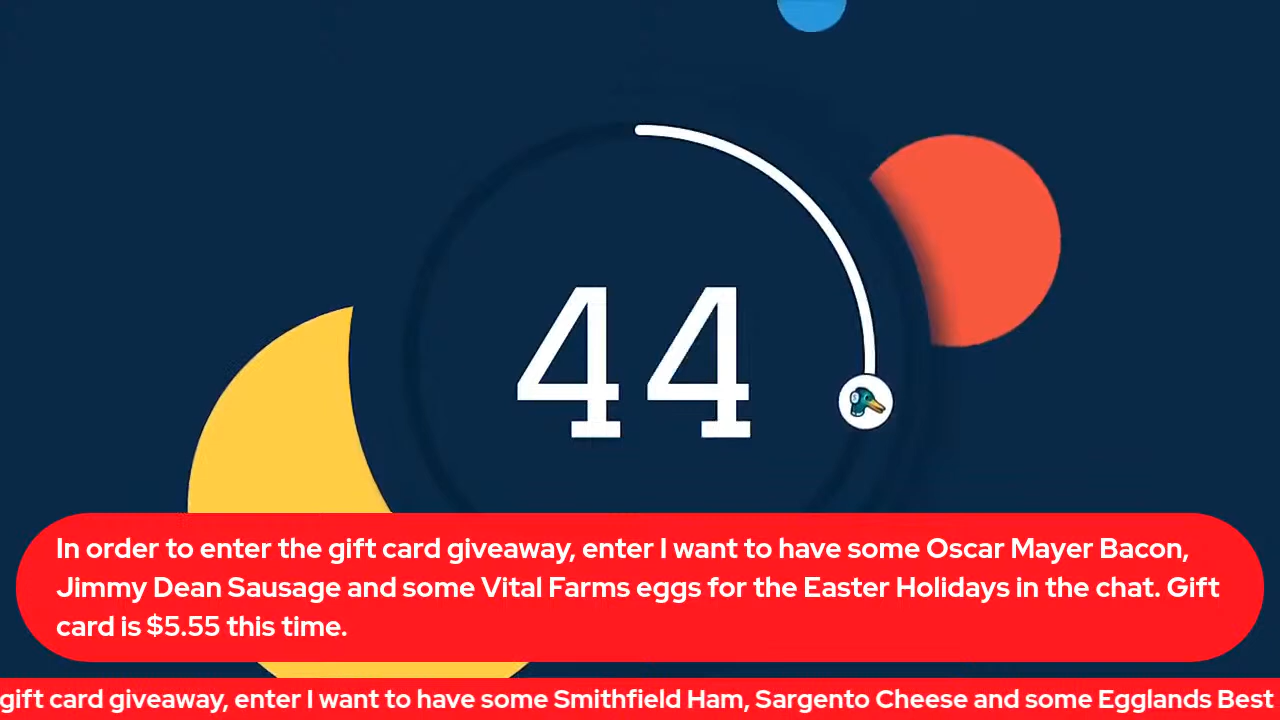 44
In order to enter the gift card giveaway, enter I want to have some Oscar Mayer Bacon,
Jimmy Dean Sausage and some Vital Farms eggs for the Easter Holidays in the chat. Gift
card is $5.55 this time.
gift card giveaway, enter I want to have some Smithfield Ham, Sargento Cheese and some Egglands Best